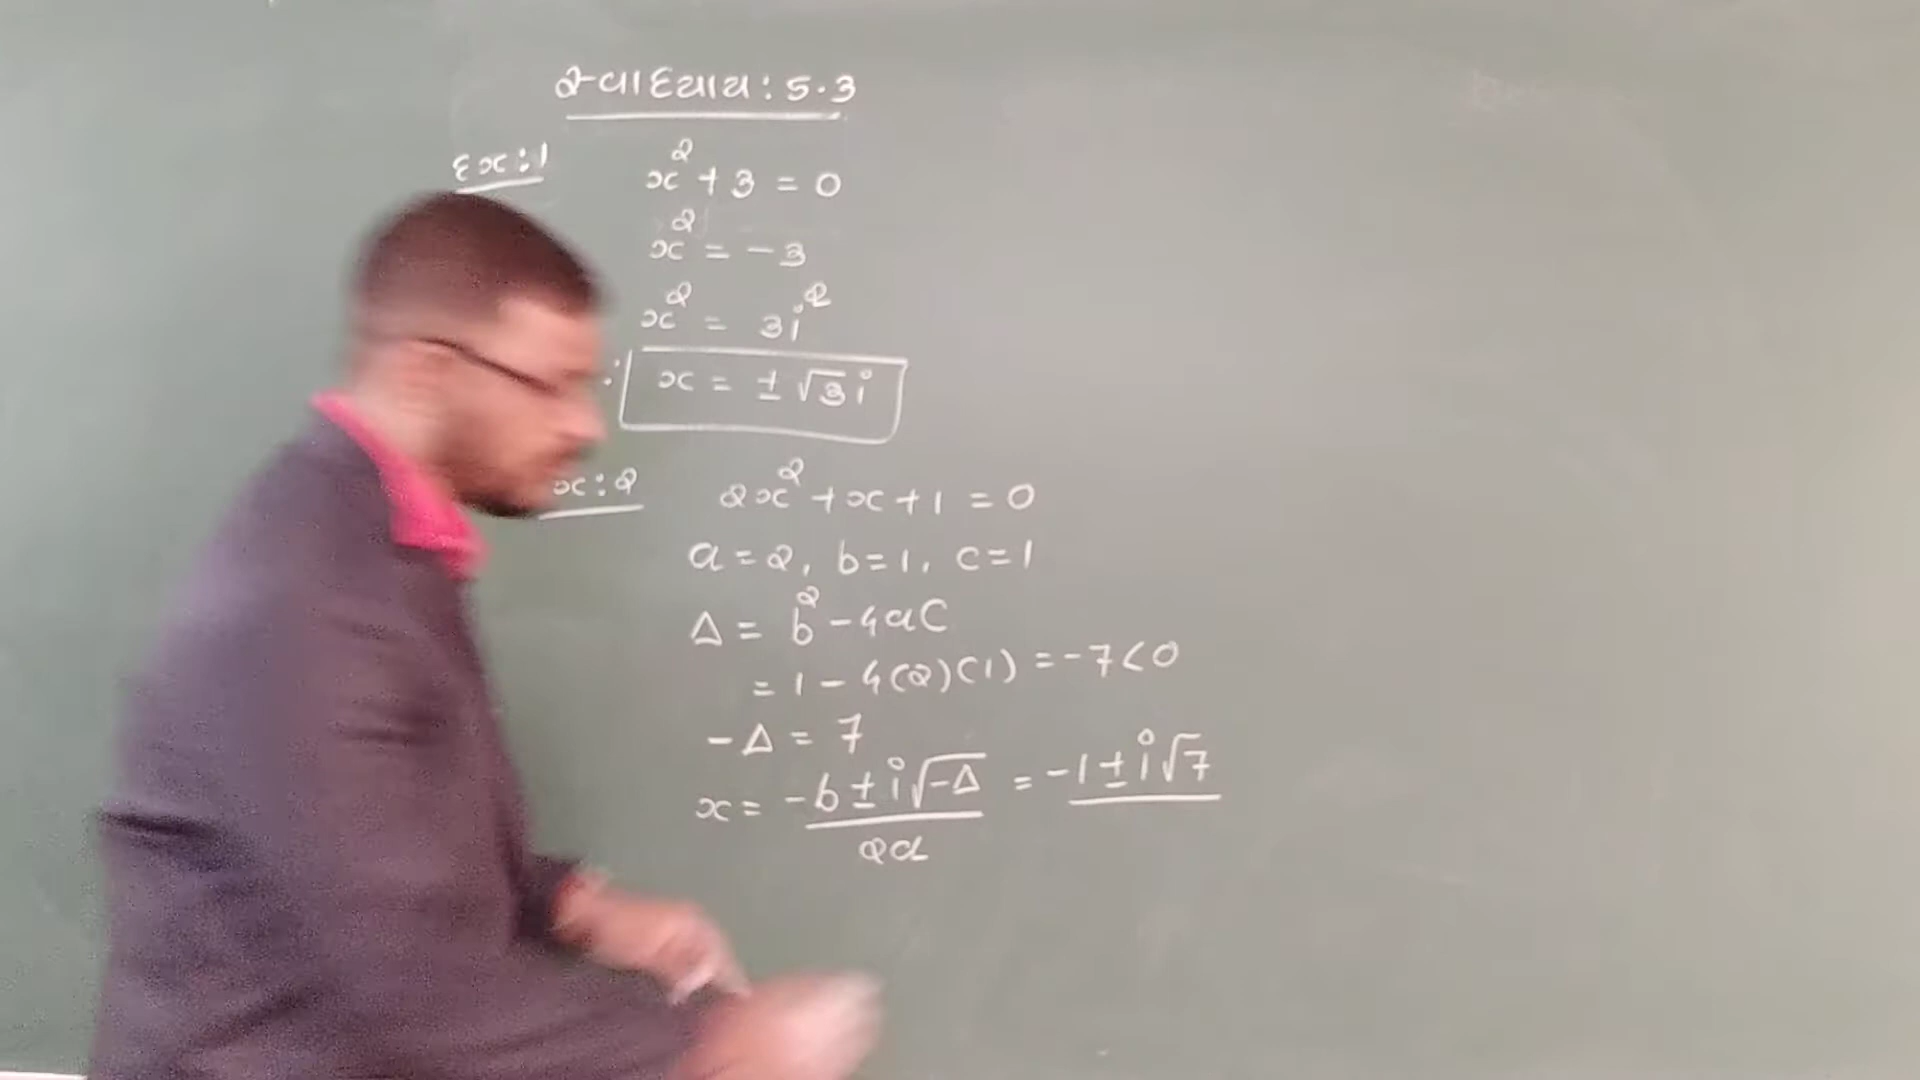 સ્વાધ્યાય : 5.3
Ex:1 x² + 3 = 0
x² = -3
x² = 3i²
∴ x = ± √3 i
x:2 2x² + x + 1 = 0
a = 2, b = 1, c = 1
Δ = b² - 4ac
= 1 - 4(2)(1) = -7 < 0
-Δ = 7
x = (-b ± i√-Δ)/2a = -1 ± i√7